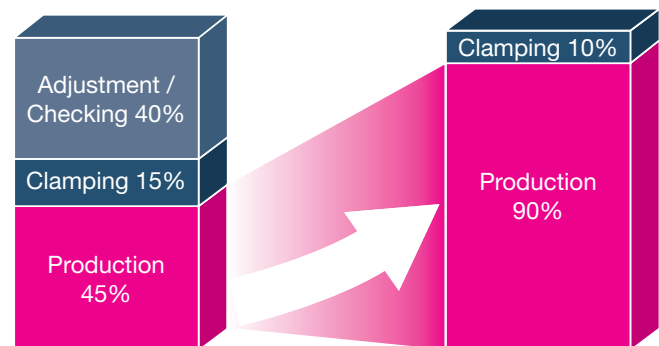 Adjustment /
Checking 40%
Clamping 15%
Production
45%
Clamping 10%
Production
90%